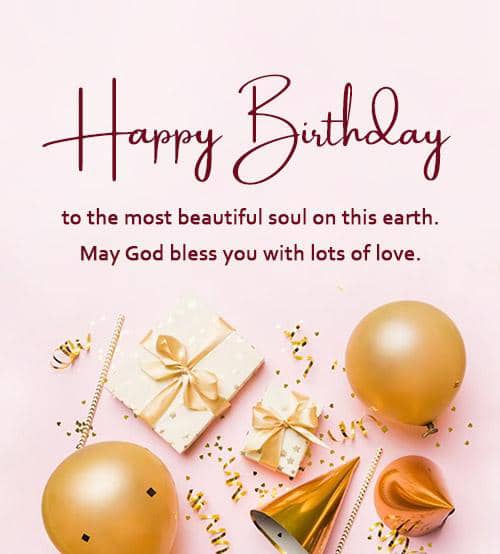 Happy Birthday
to the most beautiful soul on this earth.
May God bless you with lots of love.